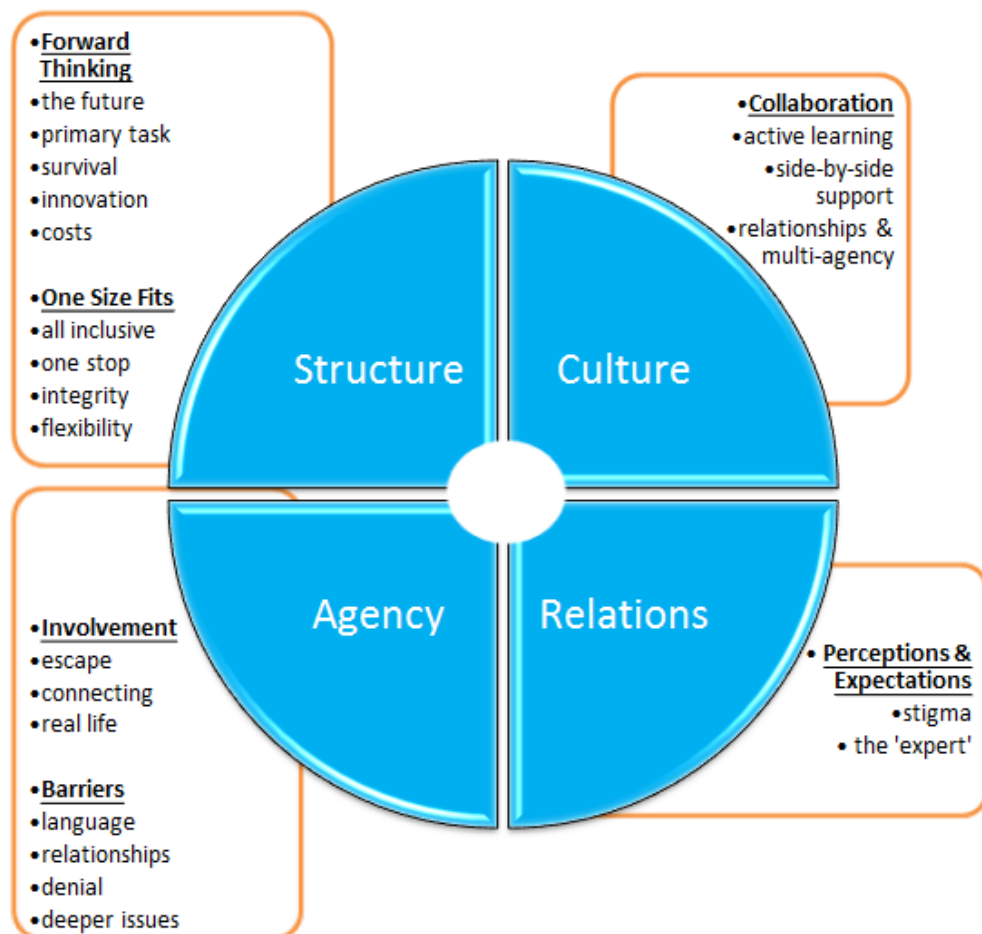 •Forward
Thinking
•the future
•primary task
•survival
•innovation
•costs
•One Size Fits
•all inclusive
•one stop
•integrity
•flexibility
•Collaboration
•active learning
•side-by-side
support
•relationships &
multi-agency
Structure
Culture
Agency
Relations
•Involvement
•escape
•connecting
•real life
•Barriers
•language
•relationships
•denial
•deeper issues
• Perceptions &
Expectations
•stigma
• the 'expert'